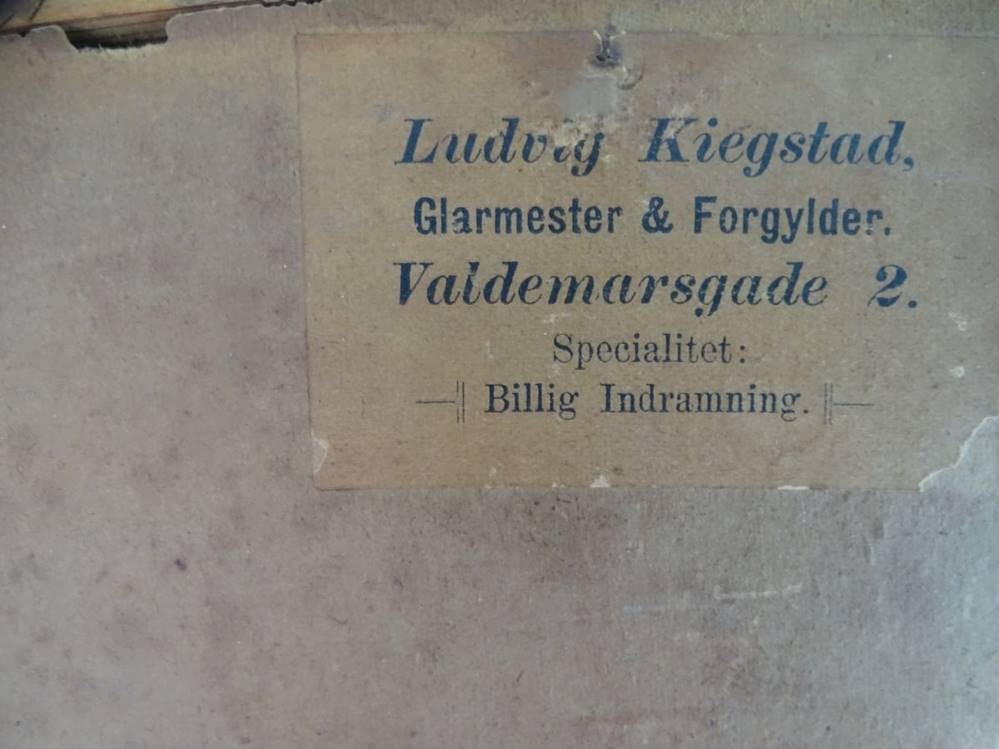 Ludvig Kiegstad,
Glarmester & Forgylder.
Valdemarsgade 2.
Specialitet:
Billig Indramning.